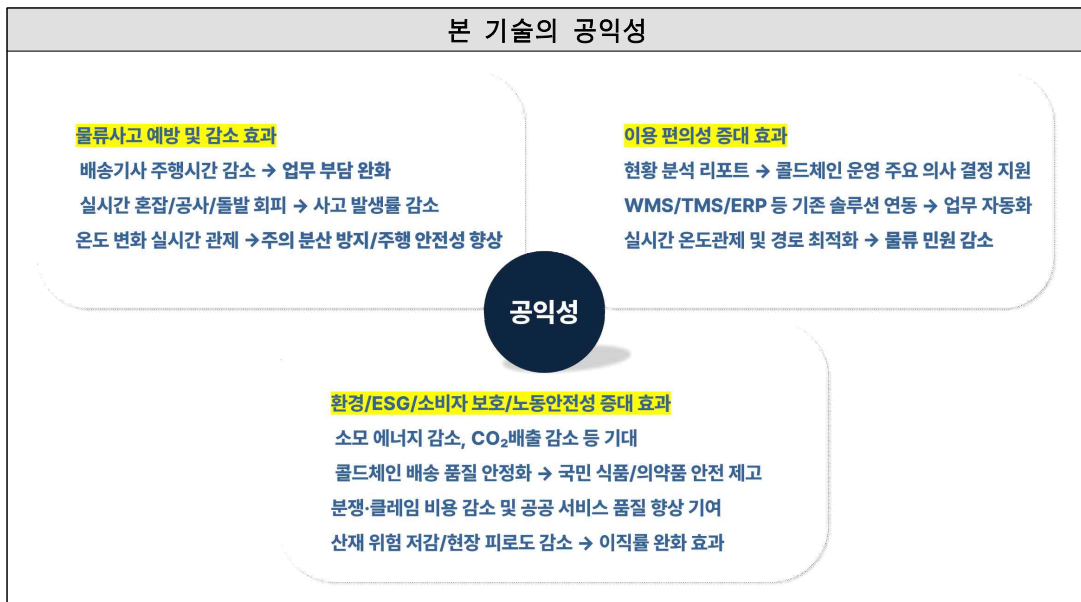 본 기술의 공익성
물류사고 예방 및 감소 효과
배송기사 주행시간 감소 → 업무 부담 완화
실시간 혼잡/공사/돌발 회피 → 사고 발생률 감소
온도 변화 실시간 관제 →주의 분산 방지/주행 안전성 향상
이용 편의성 증대 효과
현황 분석 리포트 → 콜드체인 운영 주요 의사 결정 지원
WMS/TMS/ERP 등 기존 솔루션 연동 → 업무 자동화
실시간 온도관제 및 경로 최적화 → 물류 민원 감소
공익성
환경/ESG/소비자 보호/노동안전성 증대 효과
소모 에너지 감소, CO₂배출 감소 등 기대
콜드체인 배송 품질 안정화 → 국민 식품/의약품 안전 제고
분쟁·클레임 비용 감소 및 공공 서비스 품질 향상 기여
산재 위험 저감/현장 피로도 감소 → 이직률 완화 효과